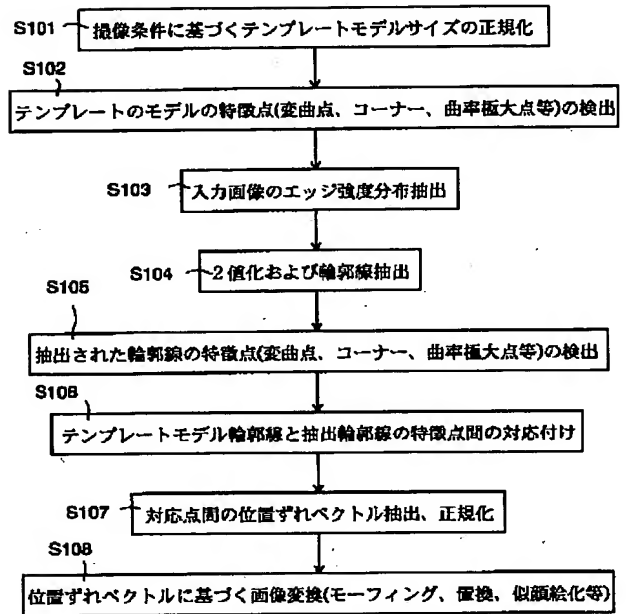 S101 撮像条件に基づくテンプレートモデルサイズの正規化
S102
テンプレートのモデルの特徴点(変曲点、コーナー、曲率極大点等)の検出
S103 入力画像のエッジ強度分布抽出
S104 2値化および輪郭線抽出
S105
抽出された輪郭線の特徴点(変曲点、コーナー、曲率極大点等)の検出
S106
テンプレートモデル輪郭線と抽出輪郭線の特徴点間の対応付け
S107 対応点間の位置ずれベクトル抽出、正規化
S108
位置ずれベクトルに基づく画像変換(モーフィング、置換、似顔絵化等)